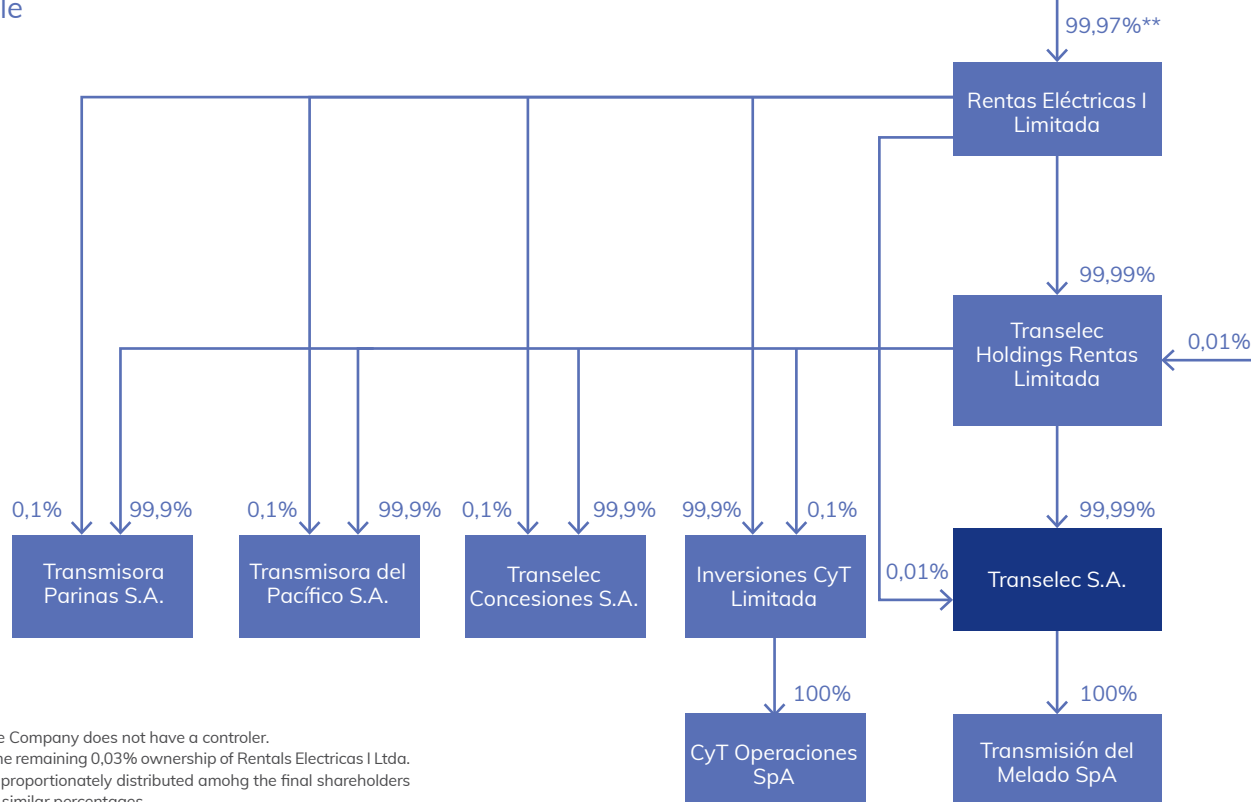 le
99,97%**
Rentas Eléctricas I
Limitada
99,99%
Transelec
Holdings Rentas
Limitada
0,01%
0,1%
99,9%
0,1%
99,9%
0,1%
99,9%
99,9%
0,1%
99,99%
Transmisora
Parinas S.A.
Transmisora del
Pacífico S.A.
Transelec
Concesiones S.A.
Inversiones CyT
Limitada
0,01%
Transelec S.A.
100%
100%
CyT Operaciones
SpA
Transmisión del
Melado SpA
e Company does not have a controler.
he remaining 0,03% ownership of Rentals Electricas I Ltda.
proportionately distributed amohg the final shareholders
similar percentages